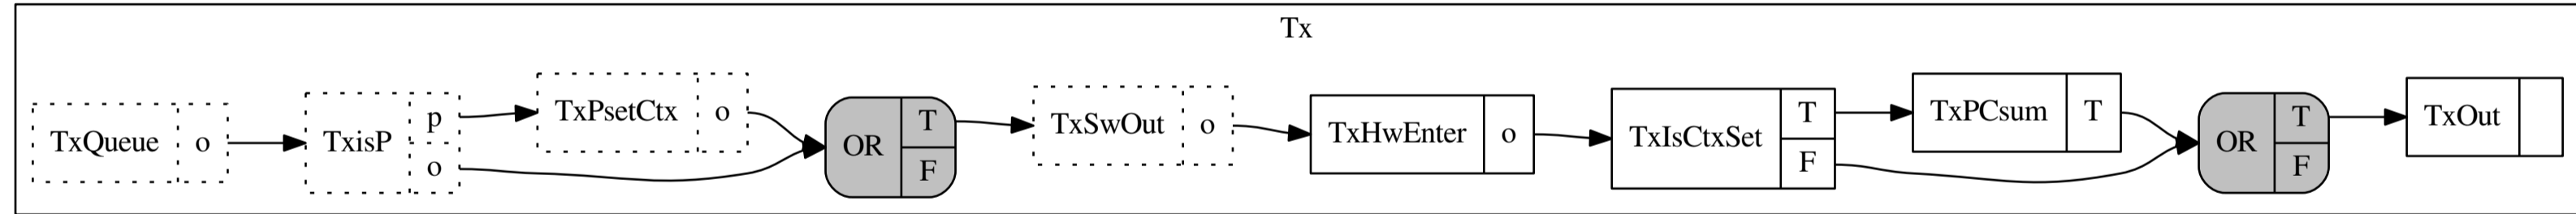 Tx
TxQueue o
TxisP p o
TxPsetCtx o
OR T F
TxSwOut o
TxHwEnter o
TxIsCtxSet T F
TxPCsum T
OR T F
TxOut